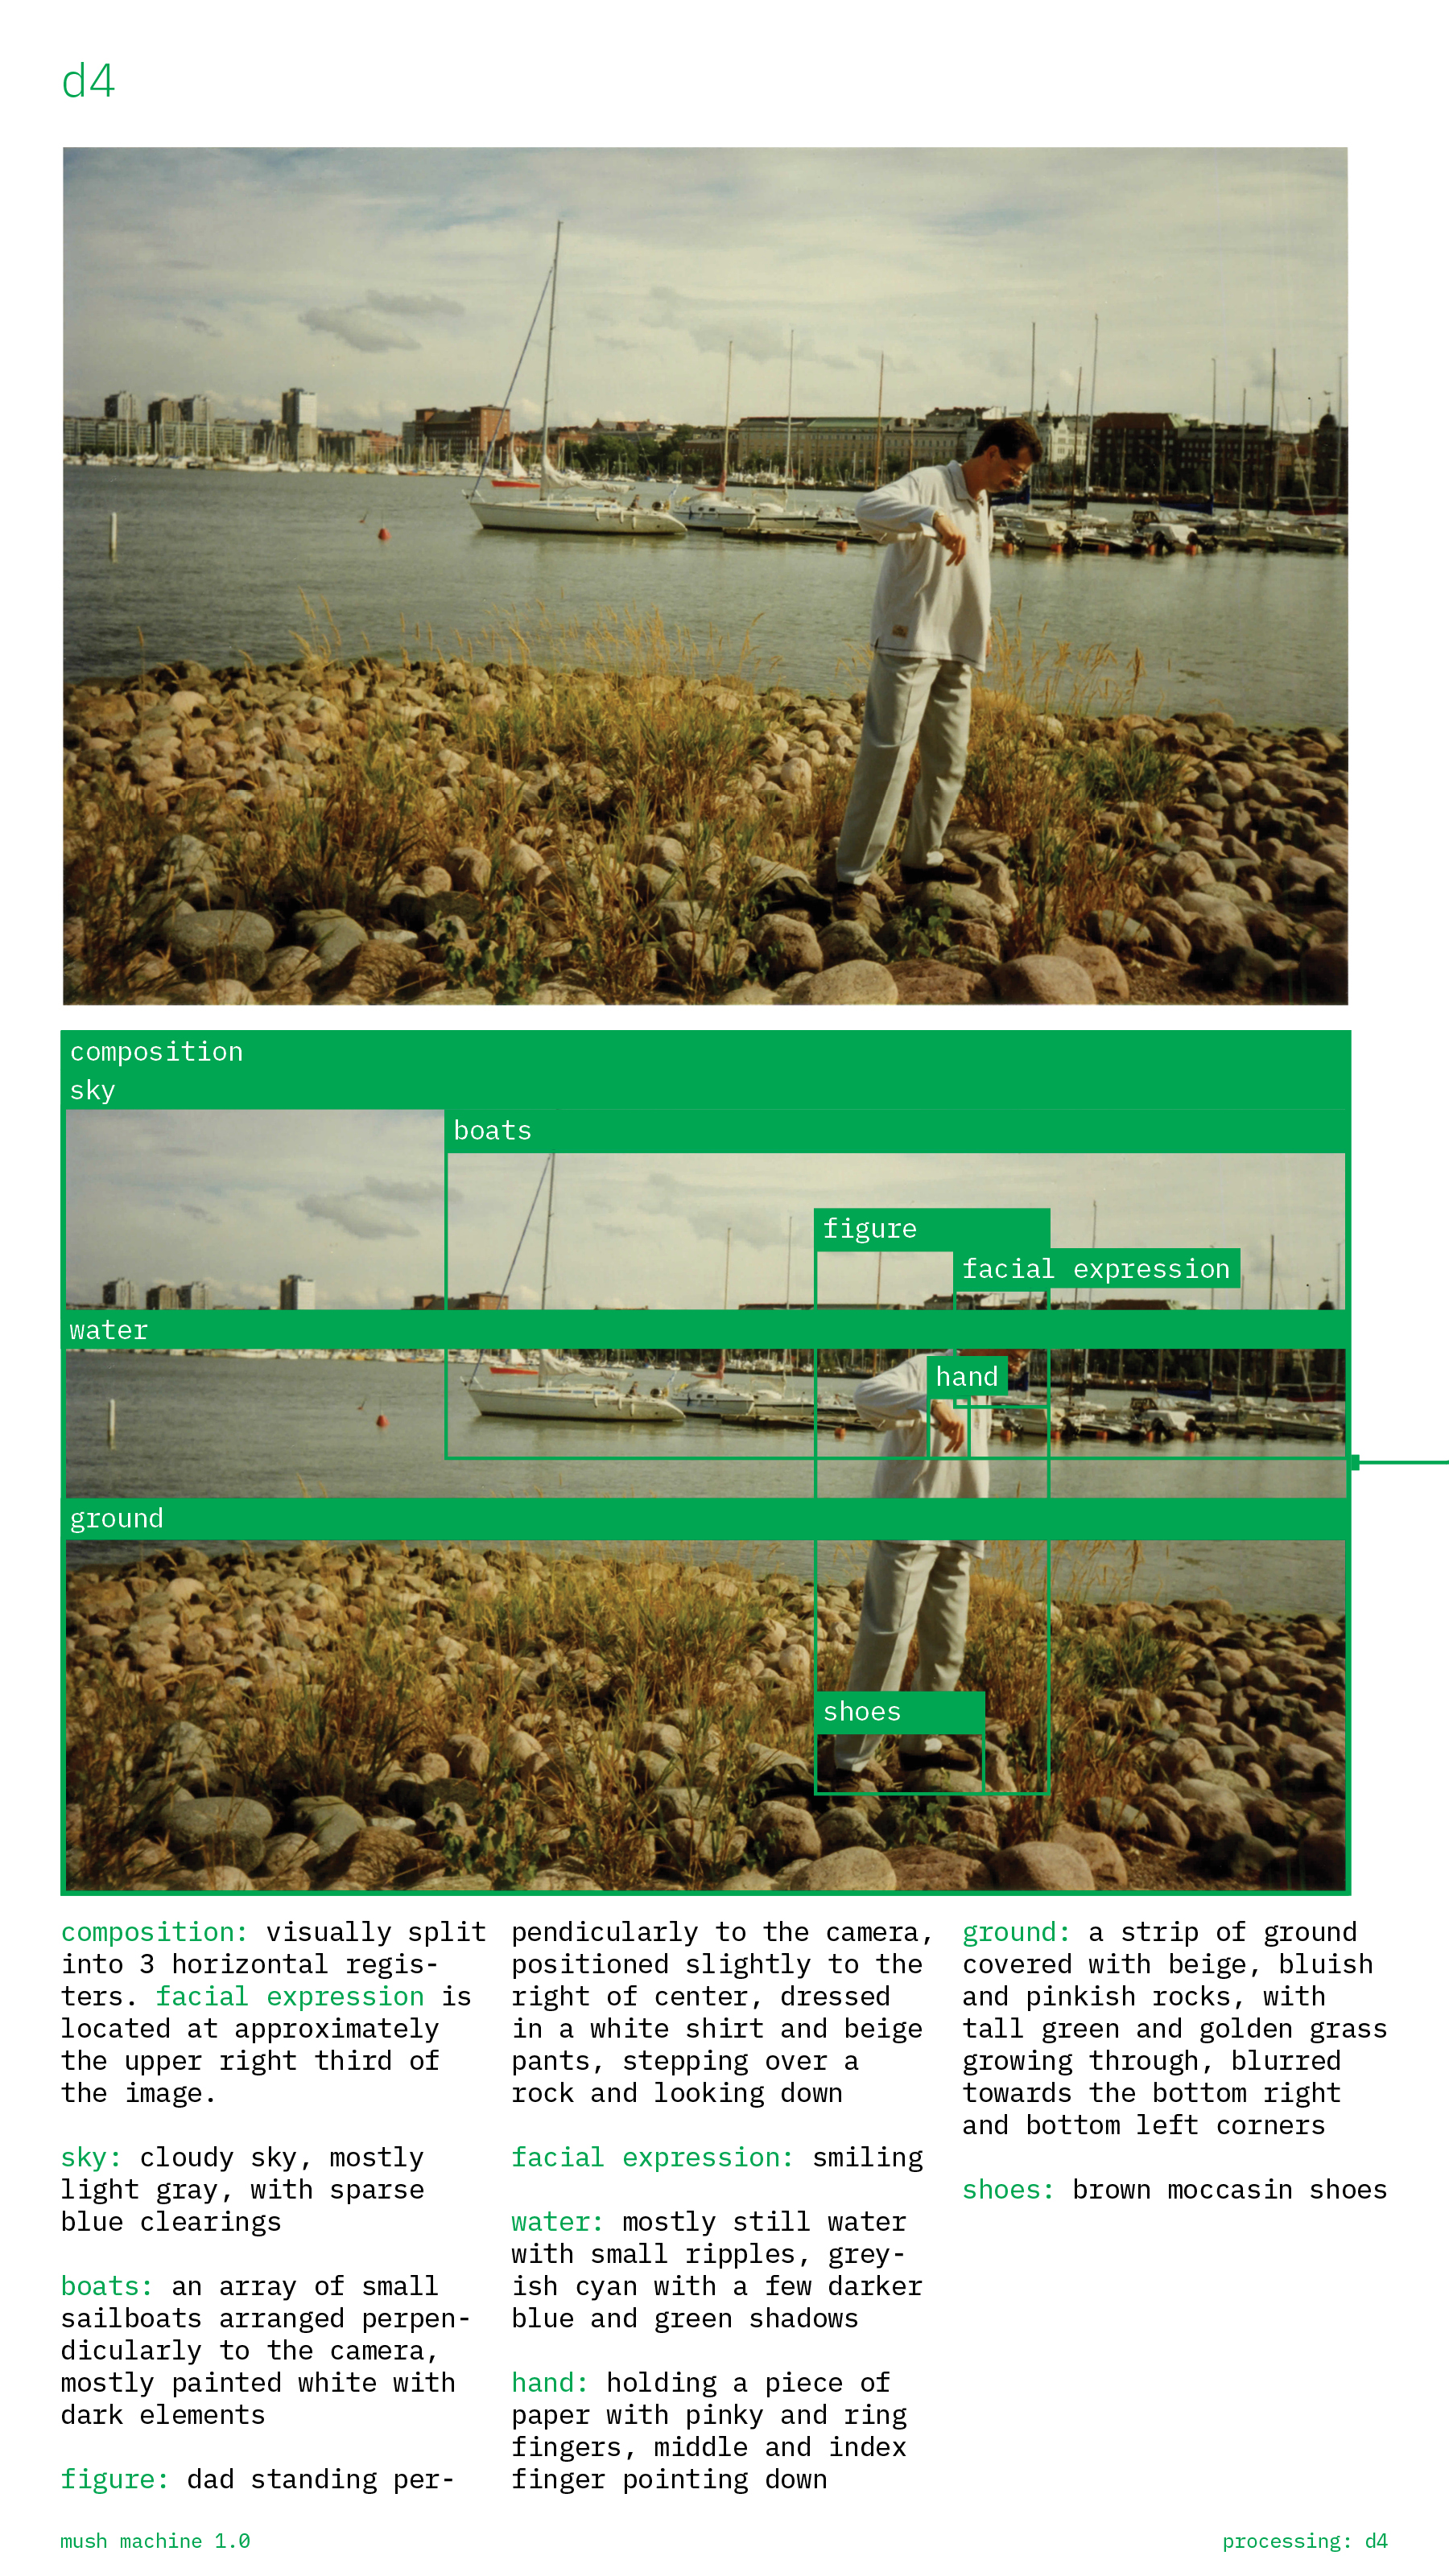 d4
composition
sky
boats
figure
facial expression
water
hand
ground
shoes
composition: visually split
into 3 horizontal regis-
ters. facial expression is
located at approximately
the upper right third of
the image.
sky: cloudy sky, mostly
light gray, with sparse
blue clearings
boats: an array of small
sailboats arranged perpen-
dicularly to the camera,
mostly painted white with
dark elements
figure: dad standing per-
pendicularly to the camera,
positioned slightly to the
right of center, dressed
in a white shirt and beige
pants, stepping over a
rock and looking down
facial expression: smiling
water: mostly still water
with small ripples, grey-
ish cyan with a few darker
blue and green shadows
hand: holding a piece of
paper with pinky and ring
fingers, middle and index
finger pointing down
ground: a strip of ground
covered with beige, bluish
and pinkish rocks, with
tall green and golden grass
growing through, blurred
towards the bottom right
and bottom left corners
shoes: brown moccasin shoes
mush machine 1.0
processing: d4